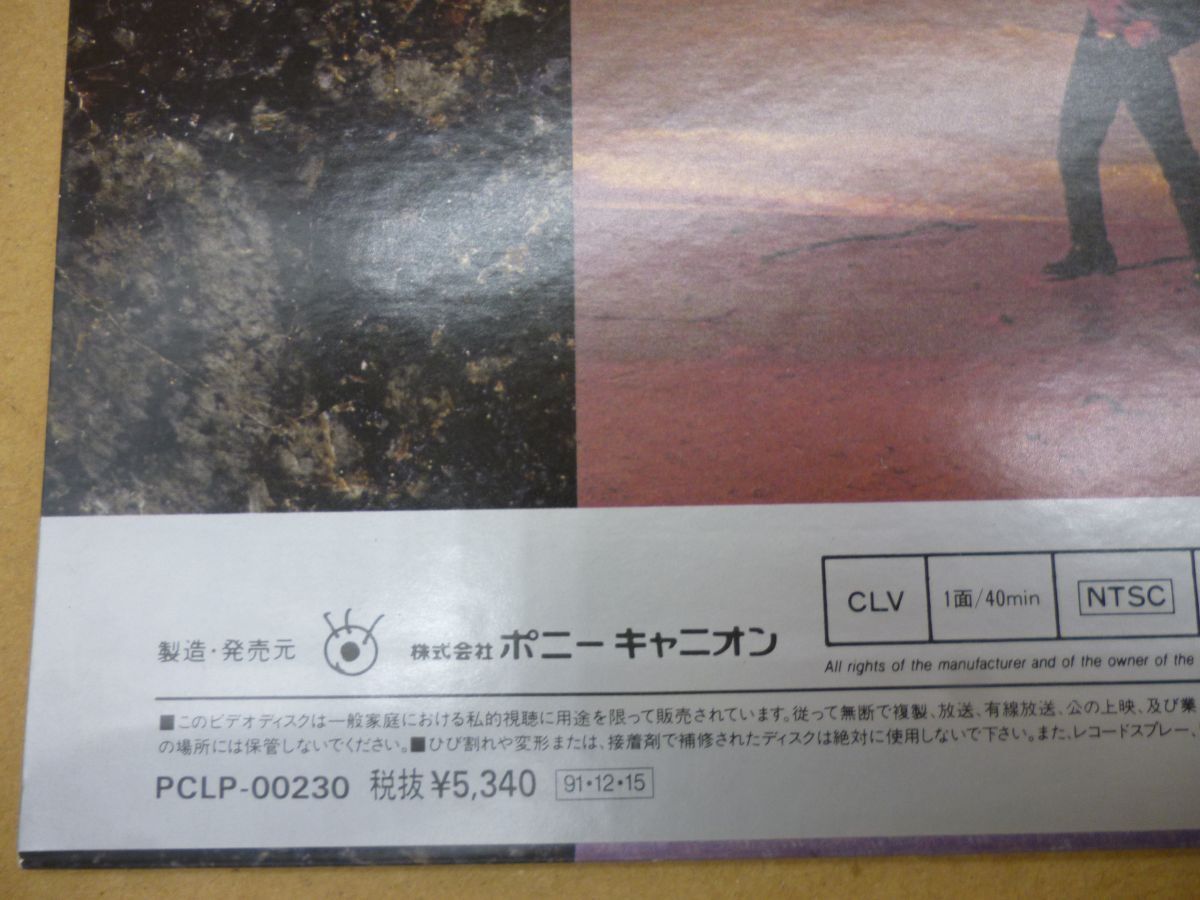 CLV 1面/40min NTSC
製造・発売元 株式会社 ポニーキャニオン
All rights of the manufacturer and of the owner of the
■このビデオディスクは一般家庭における私的視聴に用途を限って販売されています。従って無断で複製、放送、有線放送、公の上映、及び業
の場所には保管しないでください。■ひび割れや変形または、接着剤で補修されたディスクは絶対に使用しないで下さい。また、レコードスプレー、
PCLP-00230 税抜¥5,340 91・12・15